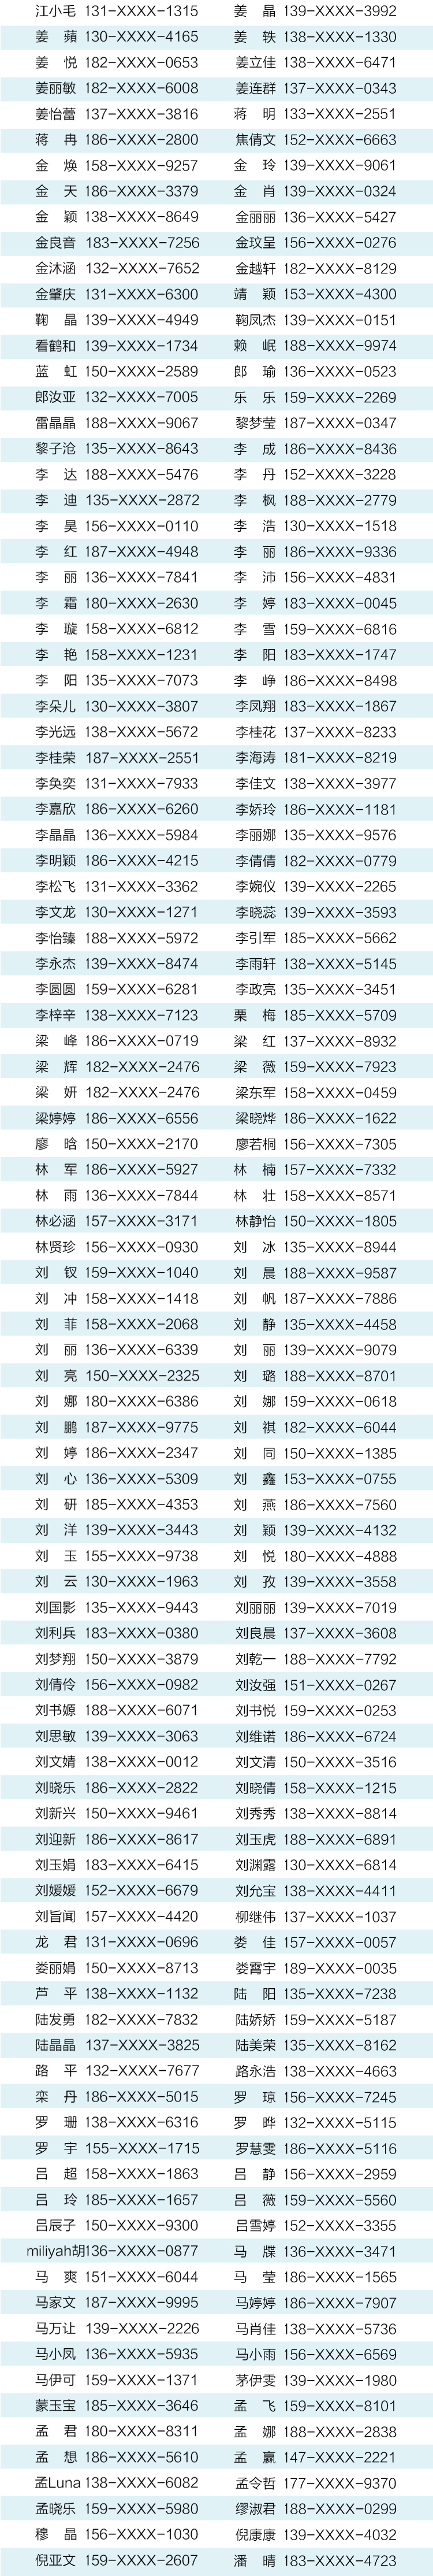 江小毛 131-XXXX-1315 姜 晶 139-XXXX-3992
姜 蘋 130-XXXX-4165 姜 轶 138-XXXX-1330
姜 悦 182-XXXX-0653 姜立佳 138-XXXX-6471
姜丽敏 182-XXXX-6008 姜连群 137-XXXX-0343
姜怡蕾 137-XXXX-3816 蒋 明 133-XXXX-2551
蒋 冉 186-XXXX-2800 焦倩文 152-XXXX-6663
金 焕 158-XXXX-9257 金 玲 139-XXXX-9061
金 天 186-XXXX-3379 金 肖 139-XXXX-0324
金 颖 138-XXXX-8649 金丽丽 136-XXXX-5427
金良音 183-XXXX-7256 金玟呈 156-XXXX-0276
金沐涵 132-XXXX-7652 金越轩 182-XXXX-8129
金肇庆 131-XXXX-6300 靖 颖 153-XXXX-4300
鞠 晶 139-XXXX-4949 鞠凤杰 139-XXXX-0151
看鹤和 139-XXXX-1734 赖 岷 188-XXXX-9974
蓝 虹 150-XXXX-2589 郎 瑜 136-XXXX-0523
郎汝亚 132-XXXX-7005 乐 乐 159-XXXX-2269
雷晶晶 188-XXXX-9067 黎梦莹 187-XXXX-0347
黎子沧 135-XXXX-8643 李 成 186-XXXX-8436
李 达 188-XXXX-5476 李 丹 152-XXXX-3228
李 迪 135-XXXX-2872 李 枫 188-XXXX-2779
李 昊 156-XXXX-0110 李 浩 130-XXXX-1518
李 红 187-XXXX-4948 李 丽 186-XXXX-9336
李 丽 136-XXXX-7841 李 沛 156-XXXX-4831
李 霜 180-XXXX-2630 李 婷 183-XXXX-0045
李 璇 158-XXXX-6812 李 雪 159-XXXX-6816
李 艳 158-XXXX-1231 李 阳 183-XXXX-1747
李 阳 135-XXXX-7073 李 峥 186-XXXX-8498
李朵儿 130-XXXX-3807 李凤翔 183-XXXX-1867
李光远 138-XXXX-5672 李桂花 137-XXXX-8233
李桂荣 187-XXXX-2551 李海涛 181-XXXX-8219
李奂奕 131-XXXX-7933 李佳文 138-XXXX-3977
李嘉欣 186-XXXX-6260 李娇玲 186-XXXX-1181
李晶晶 136-XXXX-5984 李丽娜 135-XXXX-9576
李明颖 186-XXXX-4215 李倩倩 182-XXXX-0779
李松飞 131-XXXX-3362 李婉仪 139-XXXX-2265
李文龙 130-XXXX-1271 李晓蕊 139-XXXX-3593
李怡臻 188-XXXX-5972 李引军 185-XXXX-5662
李永杰 139-XXXX-8474 李雨轩 138-XXXX-5145
李圆圆 159-XXXX-6281 李政亮 135-XXXX-3451
李梓辛 138-XXXX-7123 栗 梅 185-XXXX-5709
梁 峰 186-XXXX-0719 梁 红 137-XXXX-8932
梁 辉 182-XXXX-2476 梁 薇 159-XXXX-7923
梁 妍 182-XXXX-2476 梁东军 158-XXXX-0459
梁婷婷 186-XXXX-6556 梁晓烨 186-XXXX-1622
廖 晗 150-XXXX-2170 廖若桐 156-XXXX-7305
林 军 186-XXXX-5927 林 楠 157-XXXX-7332
林 雨 136-XXXX-7844 林 壮 158-XXXX-8571
林必涵 157-XXXX-3171 林静怡 150-XXXX-1805
林贤珍 156-XXXX-0930 刘 冰 135-XXXX-8944
刘 钗 159-XXXX-1040 刘 晨 188-XXXX-9587
刘 冲 158-XXXX-1418 刘 帆 187-XXXX-7886
刘 菲 158-XXXX-2068 刘 静 135-XXXX-4458
刘 丽 136-XXXX-6339 刘 丽 139-XXXX-9079
刘 亮 150-XXXX-2325 刘 璐 188-XXXX-8701
刘 娜 180-XXXX-6386 刘 娜 159-XXXX-0618
刘 鹏 187-XXXX-9775 刘 祺 182-XXXX-6044
刘 婷 186-XXXX-2347 刘 同 150-XXXX-1385
刘 心 136-XXXX-5309 刘 鑫 153-XXXX-0755
刘 研 185-XXXX-4353 刘 燕 186-XXXX-7560
刘 洋 139-XXXX-3443 刘 颖 139-XXXX-4132
刘 玉 155-XXXX-9738 刘 悦 180-XXXX-4888
刘 云 130-XXXX-1963 刘 孜 139-XXXX-3558
刘国影 135-XXXX-9443 刘丽丽 139-XXXX-7019
刘利兵 183-XXXX-0380 刘良晨 137-XXXX-3608
刘梦翔 150-XXXX-3879 刘乾一 188-XXXX-7792
刘倩伶 156-XXXX-0982 刘汝强 151-XXXX-0267
刘书嫄 188-XXXX-6071 刘书悦 159-XXXX-0253
刘思敏 139-XXXX-3063 刘维诺 186-XXXX-6724
刘文婧 138-XXXX-0012 刘文清 150-XXXX-3516
刘晓乐 186-XXXX-2822 刘晓倩 158-XXXX-1215
刘新兴 150-XXXX-9461 刘秀秀 138-XXXX-8814
刘迎新 186-XXXX-8617 刘玉虎 188-XXXX-6891
刘玉娟 183-XXXX-6415 刘渊露 130-XXXX-6814
刘媛媛 152-XXXX-6679 刘允宝 138-XXXX-4411
刘旨闻 157-XXXX-4420 柳继伟 137-XXXX-1037
龙 君 131-XXXX-0696 娄 佳 157-XXXX-0057
娄丽娟 150-XXXX-8713 娄霄宇 189-XXXX-0035
芦 平 138-XXXX-1132 陆 阳 135-XXXX-7238
陆发勇 182-XXXX-7832 陆娇娇 159-XXXX-5187
陆晶晶 137-XXXX-3825 陆美荣 135-XXXX-8162
路 平 132-XXXX-7677 路永浩 138-XXXX-4663
栾 丹 186-XXXX-5015 罗 琼 156-XXXX-7245
罗 珊 138-XXXX-6316 罗 晔 132-XXXX-5115
罗 宇 155-XXXX-1715 罗慧雯 186-XXXX-5116
吕 超 158-XXXX-1863 吕 静 156-XXXX-2959
吕 玲 185-XXXX-1657 吕 薇 159-XXXX-5560
吕辰子 150-XXXX-9300 吕雪婷 152-XXXX-3355
miliyah胡136-XXXX-0877 马 牒 136-XXXX-3471
马 爽 151-XXXX-6044 马 莹 186-XXXX-1565
马家文 187-XXXX-9995 马婷婷 186-XXXX-7907
马万让 139-XXXX-2226 马肖佳 138-XXXX-5736
马小凤 136-XXXX-5935 马小雨 156-XXXX-6569
马伊可 159-XXXX-1371 茅伊雯 139-XXXX-1980
蒙玉宝 185-XXXX-3646 孟 飞 159-XXXX-8101
孟 君 180-XXXX-8311 孟 娜 188-XXXX-2838
孟 想 186-XXXX-5610 孟 赢 147-XXXX-2221
孟Luna 138-XXXX-6082 孟令哲 177-XXXX-9370
孟晓乐 159-XXXX-5980 缪淑君 188-XXXX-0299
穆 晶 156-XXXX-1030 倪康康 139-XXXX-4032
倪亚文 159-XXXX-2607 潘 晴 183-XXXX-4723